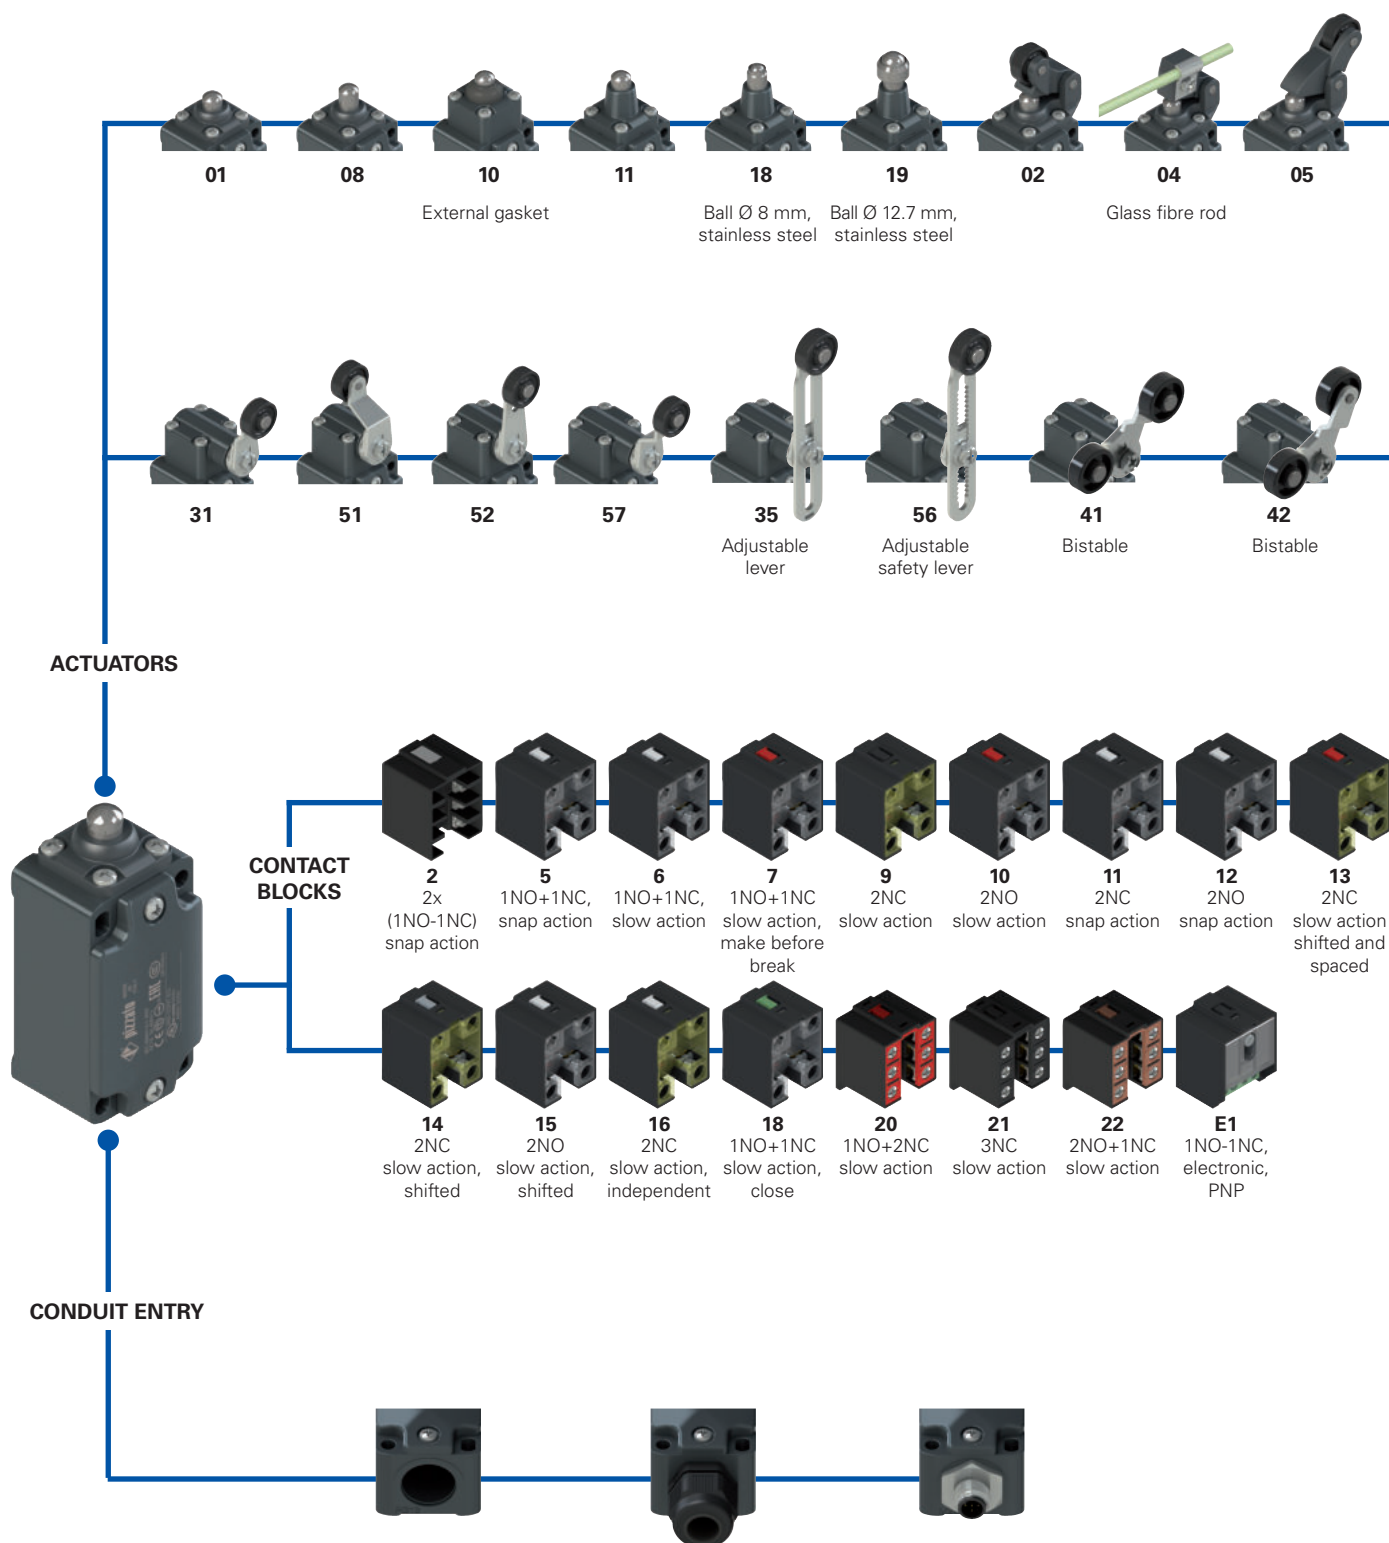 01 08 10 11 18 19 02 04 05
External gasket Ball Ø 8 mm, Ball Ø 12.7 mm, Glass fibre rod
stainless steel stainless steel
31 51 52 57 35 56 41 42
Adjustable Adjustable Bistable Bistable
lever safety lever
ACTUATORS
CONTACT
BLOCKS
2 5 6 7 9 10 11 12 13
2x 1NO+1NC, 1NO+1NC, 1NO+1NC 2NC 2NO 2NC 2NO 2NC
(1NO-1NC) snap action slow action slow action, slow action slow action snap action snap action slow action
snap action make before shifted and
break spaced
14 15 16 18 20 21 22 E1
2NC 2NO 2NC 1NO+1NC 1NO+2NC 3NC 2NO+1NC 1NO-1NC,
slow action, slow action, slow action, slow action, slow action slow action slow action electronic,
shifted shifted independent close PNP
pizzato
CONDUIT ENTRY